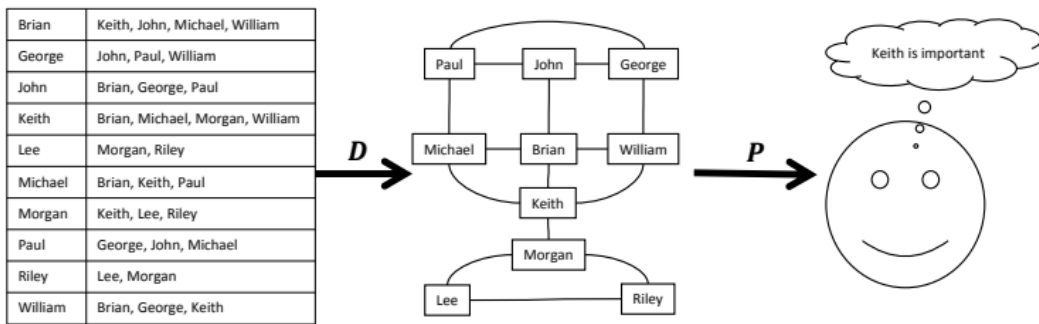 Brian Keith, John, Michael, William
George John, Paul, William
John Brian, George, Paul
Keith Brian, Michael, Morgan, William
Lee Morgan, Riley
Michael Brian, Keith, Paul
Morgan Keith, Lee, Riley
Paul George, John, Michael
Riley Lee, Morgan
William Brian, George, Keith
D
Paul John George
Michael Brian William
Keith
Morgan
Lee Riley
P
Keith is important